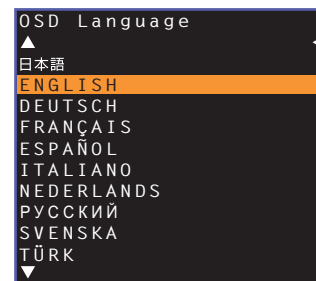 OSD Language
▲
日本語
ENGLISH
DEUTSCH
FRANÇAIS
ESPAÑOL
ITALIANO
NEDERLANDS
РУССКИЙ
SVENSKA
TÜRK
▼